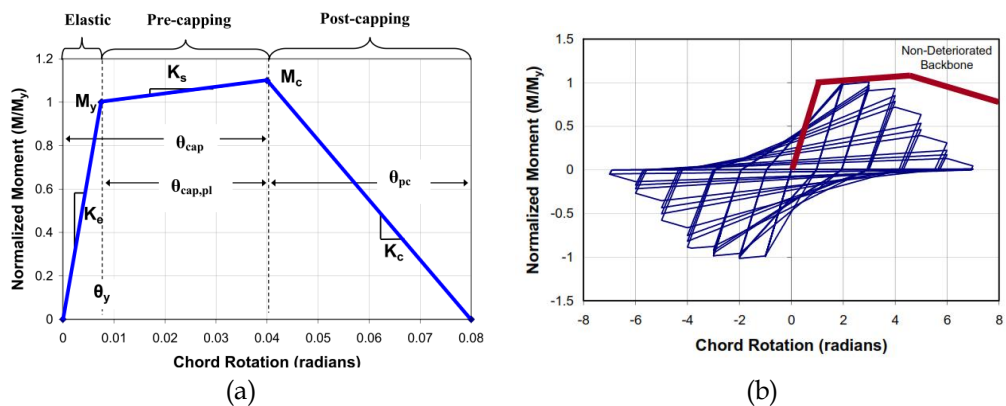 Elastic Pre-capping Post-capping
Normalized Moment (M/My)
1.2
1
0.8
0.6
0.4
0.2
0
My
Ks
Mc
θcap
θcap,pl
θpc
Ke
Kc
θy
0 0.01 0.02 0.03 0.04 0.05 0.06 0.07 0.08
Chord Rotation (radians)
(a)
Normalized Moment (M/My)
1.5
1
0.5
0
-0.5
-1
-1.5
Non-Deteriorated
Backbone
-8 -6 -4 -2 0 2 4 6 8
Chord Rotation (radians)
(b)